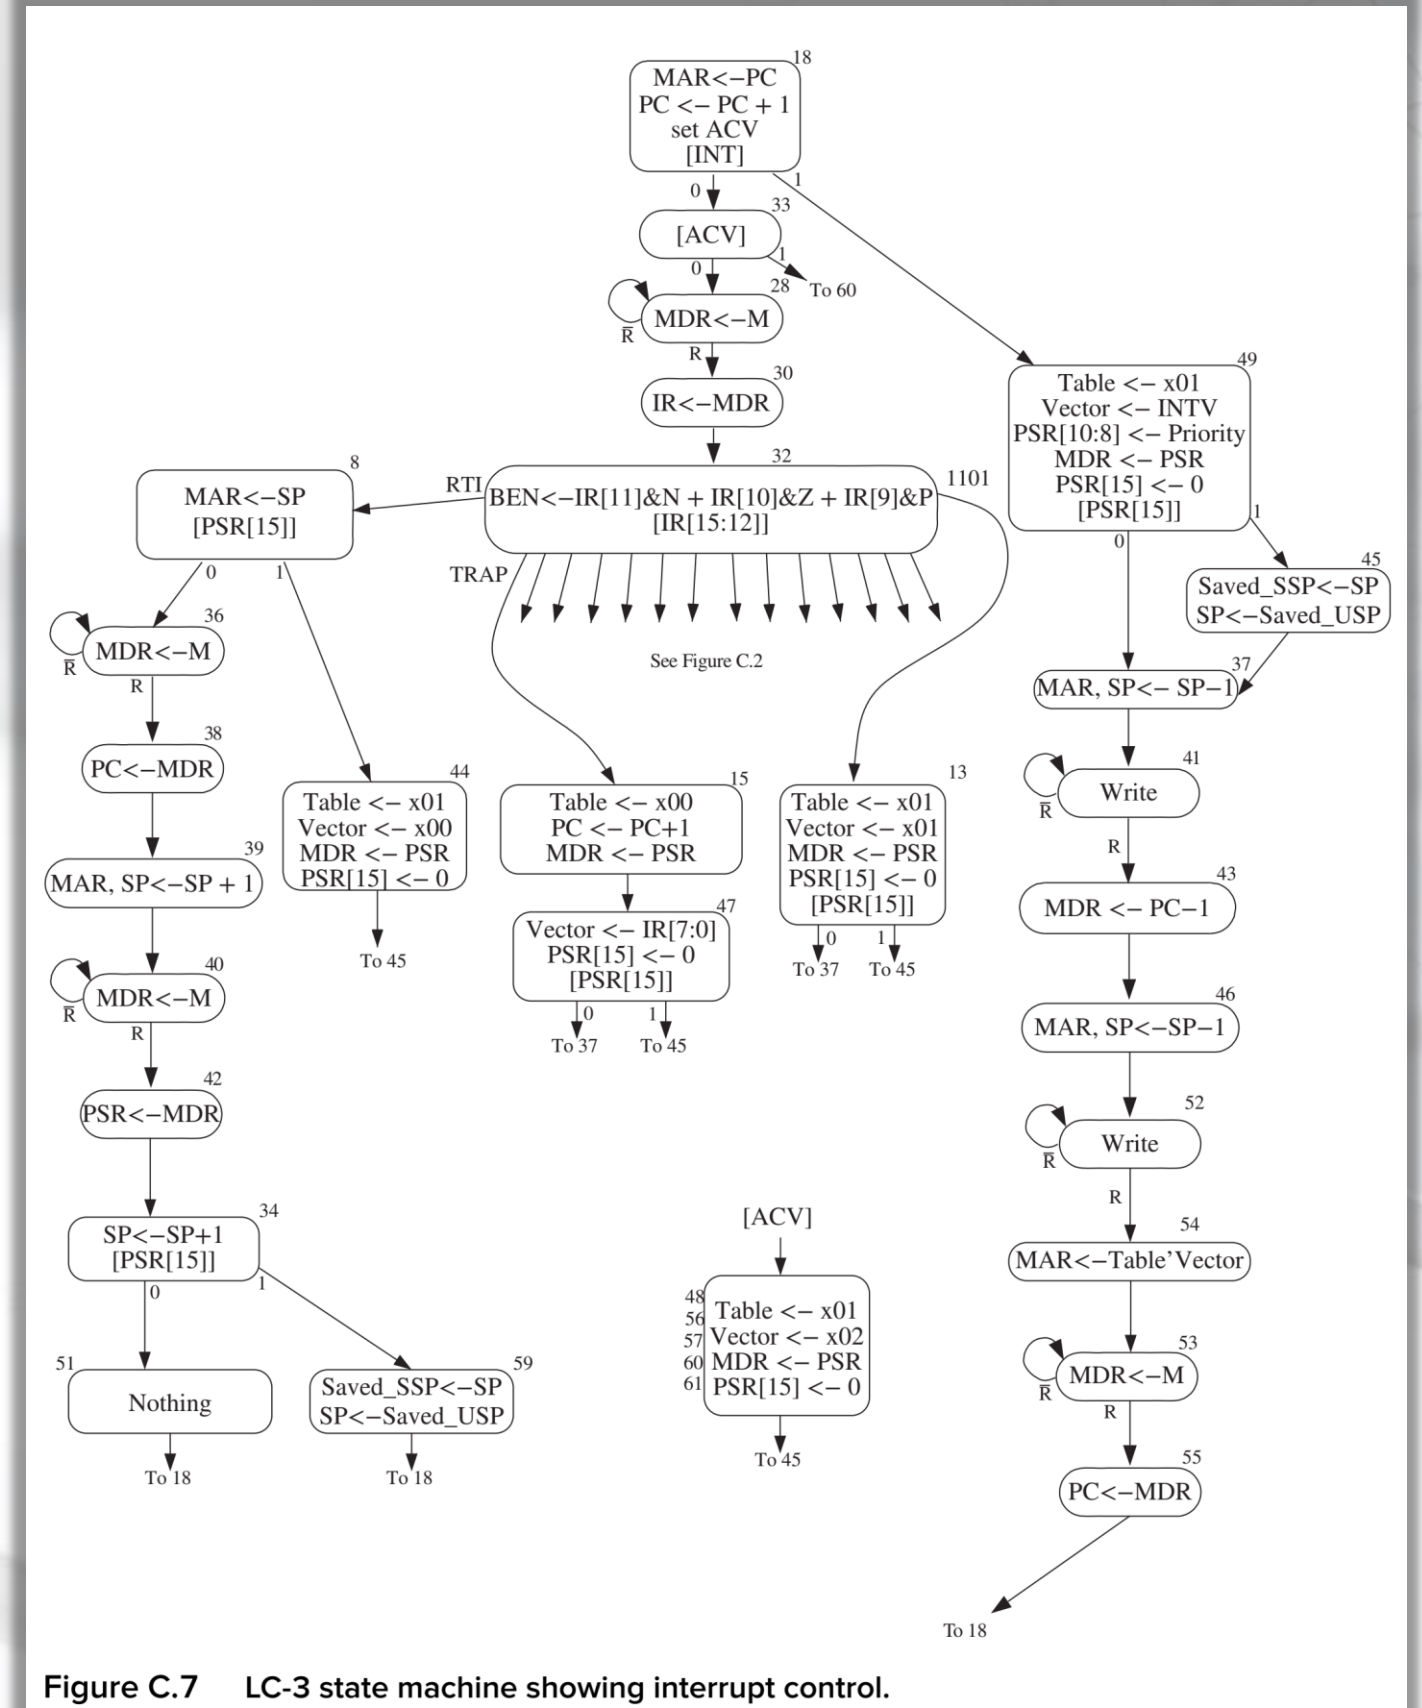 18
MAR<−PC
PC <− PC + 1
set ACV
[INT]
0
1
33
[ACV]
0
1
To 60
28
MDR<−M
R̅
R
30
IR<−MDR
32
BEN<−IR[11]&N + IR[10]&Z + IR[9]&P
[IR[15:12]]
RTI
1101
TRAP
See Figure C.2
8
MAR<−SP
[PSR[15]]
0
1
36
MDR<−M
R̅
R
38
PC<−MDR
39
MAR, SP<−SP + 1
40
MDR<−M
R̅
R
42
PSR<−MDR
34
SP<−SP+1
[PSR[15]]
0
1
51
Nothing
To 18
59
Saved_SSP<−SP
SP<−Saved_USP
To 18
44
Table <− x01
Vector <− x00
MDR <− PSR
PSR[15] <− 0
To 45
15
Table <− x00
PC <− PC+1
MDR <− PSR
47
Vector <− IR[7:0]
PSR[15] <− 0
[PSR[15]]
0
1
To 37
To 45
13
Table <− x01
Vector <− x01
MDR <− PSR
PSR[15] <− 0
[PSR[15]]
0
1
To 37
To 45
[ACV]
48
56
57
60
61
Table <− x01
Vector <− x02
MDR <− PSR
PSR[15] <− 0
To 45
49
Table <− x01
Vector <− INTV
PSR[10:8] <− Priority
MDR <− PSR
PSR[15] <− 0
[PSR[15]]
0
1
45
Saved_SSP<−SP
SP<−Saved_USP
37
MAR, SP<− SP−1
41
Write
R̅
R
43
MDR <− PC−1
46
MAR, SP<−SP−1
52
Write
R̅
R
54
MAR<−Table’Vector
53
MDR<−M
R̅
R
55
PC<−MDR
To 18
Figure C.7 LC-3 state machine showing interrupt control.